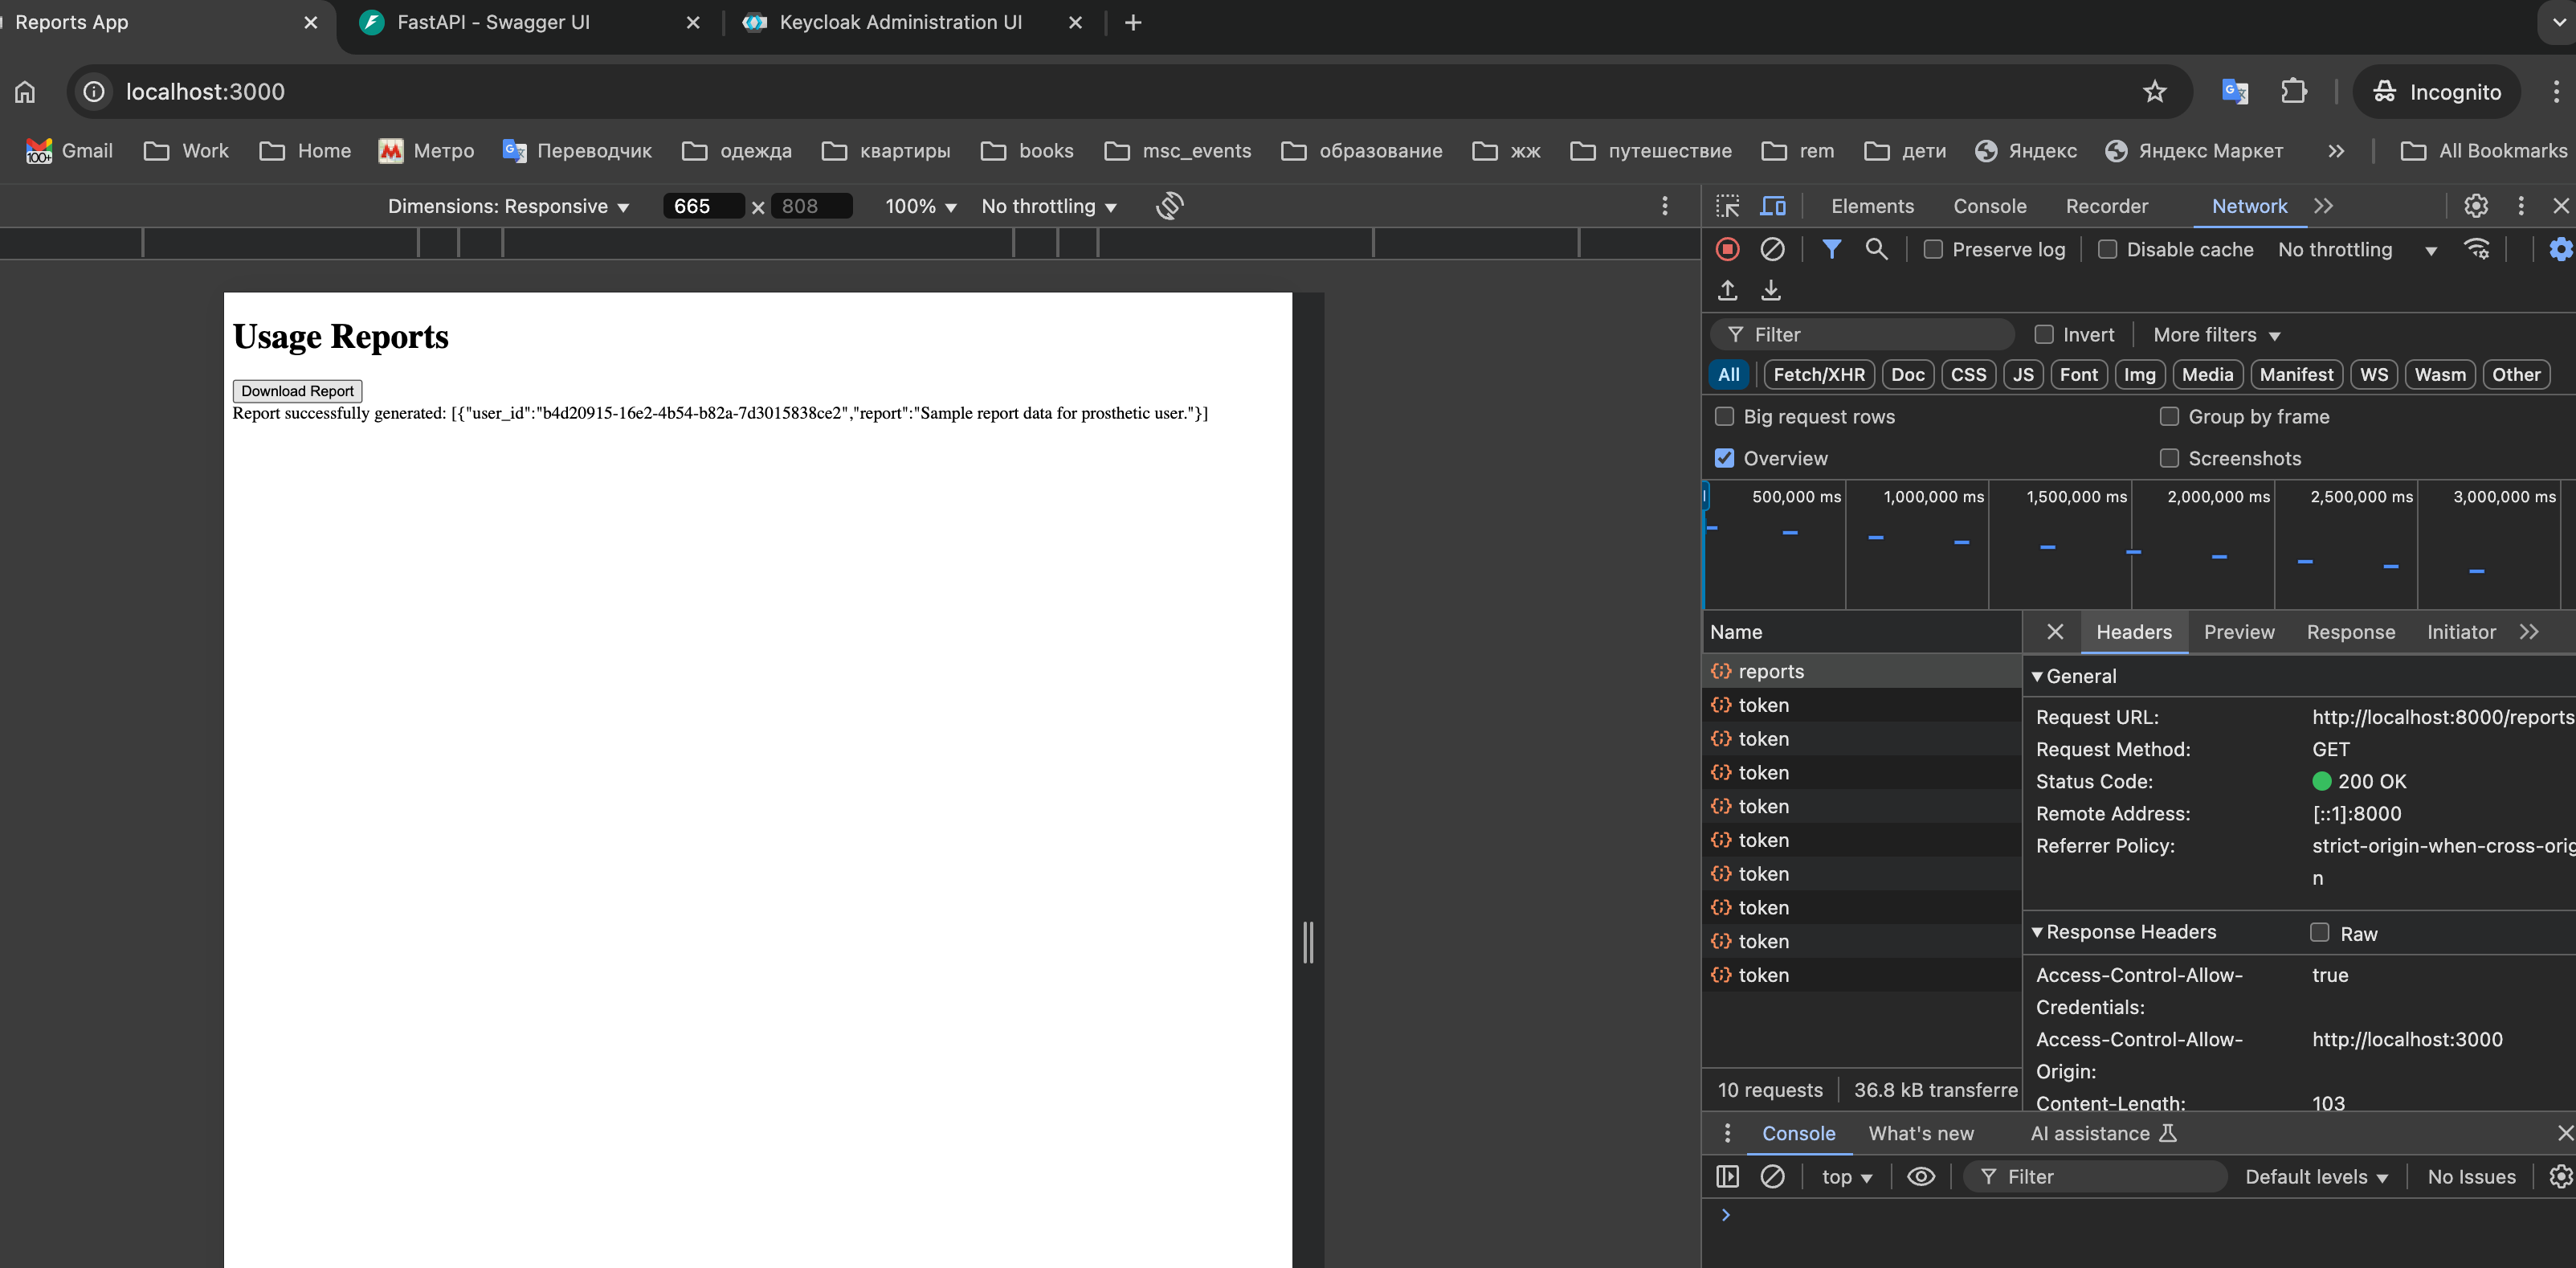 Reports App
FastAPI - Swagger UI
Keycloak Administration UI
localhost:3000
Incognito
100+
Gmail
Work
Home
Метро
Переводчик
одежда
квартиры
books
msc_events
образование
жж
путешествие
rem
дети
Яндекс
Яндекс Маркет
All Bookmarks
Dimensions: Responsive
665
x
808
100%
No throttling
Elements
Console
Recorder
Network
Preserve log
Disable cache
No throttling
Filter
Invert
More filters
All
Fetch/XHR
Doc
CSS
JS
Font
Img
Media
Manifest
WS
Wasm
Other
Big request rows
Group by frame
Overview
Screenshots
500,000 ms
1,000,000 ms
1,500,000 ms
2,000,000 ms
2,500,000 ms
3,000,000 ms
Usage Reports
Download Report
Report successfully generated: [{"user_id":"b4d20915-16e2-4b54-b82a-7d3015838ce2","report":"Sample report data for prosthetic user."}]
Name
reports
token
token
token
token
token
token
token
token
token
10 requests
36.8 kB transferre
Headers
Preview
Response
Initiator
General
Request URL:
http://localhost:8000/reports
Request Method:
GET
Status Code:
200 OK
Remote Address:
[::1]:8000
Referrer Policy:
strict-origin-when-cross-orig
n
Response Headers
Raw
Access-Control-Allow-
true
Credentials:
Access-Control-Allow-
http://localhost:3000
Origin:
Content-Length:
103
Console
What's new
AI assistance
top
Filter
Default levels
No Issues